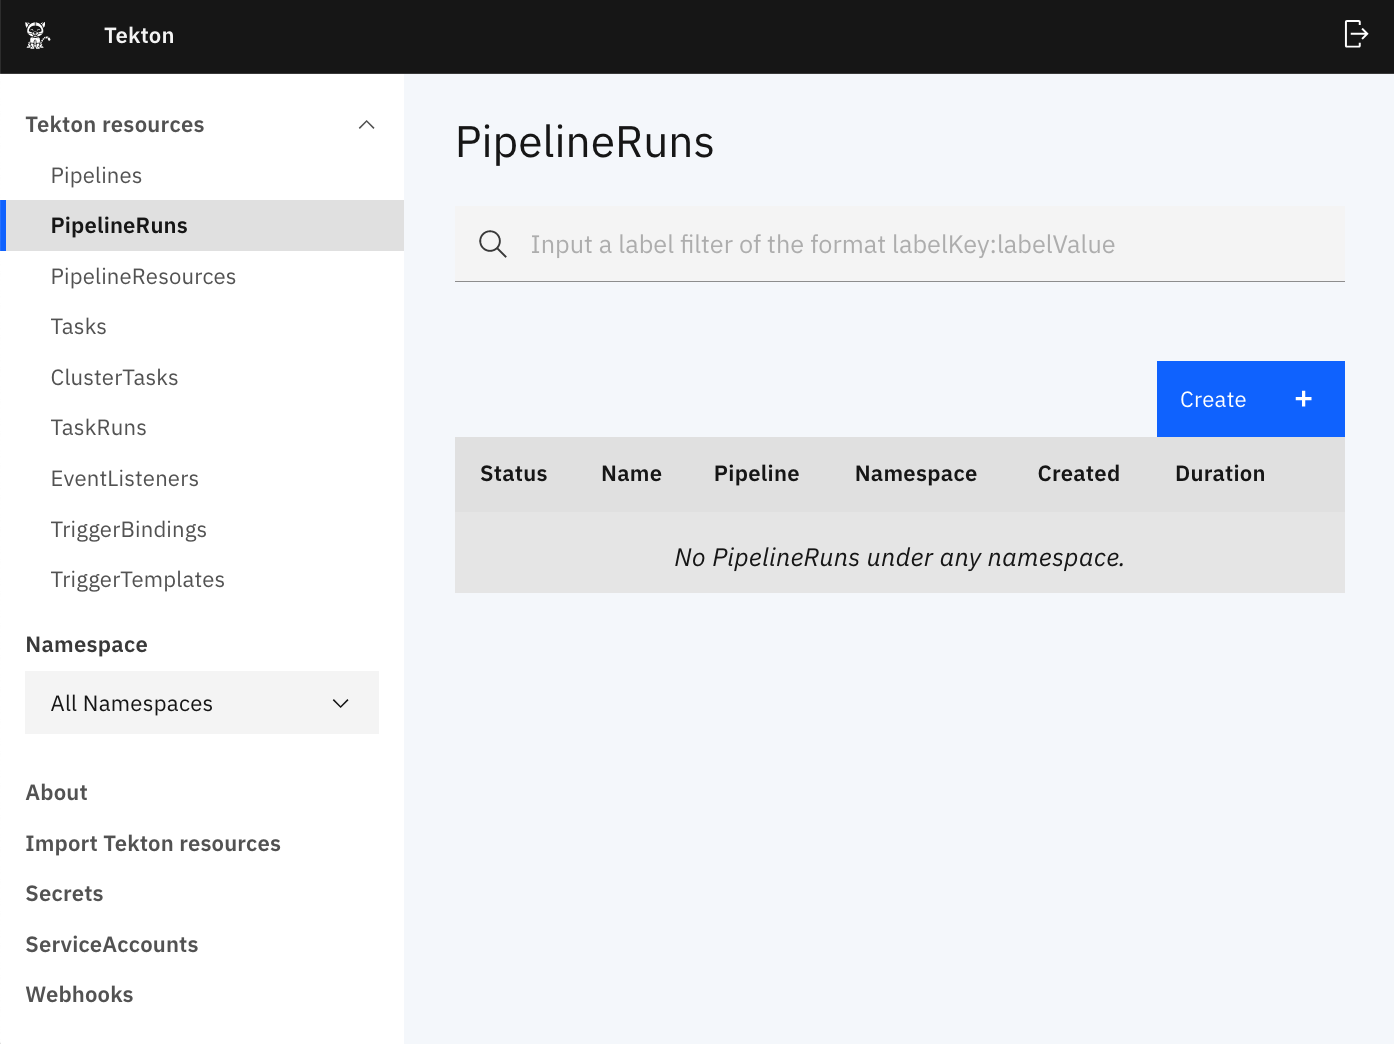 Tekton
Tekton resources
Pipelines
PipelineRuns
PipelineResources
Tasks
ClusterTasks
TaskRuns
EventListeners
TriggerBindings
TriggerTemplates
Namespace
All Namespaces
About
Import Tekton resources
Secrets
ServiceAccounts
Webhooks
PipelineRuns
Input a label filter of the format labelKey:labelValue
Create +
Status Name Pipeline Namespace Created Duration
No PipelineRuns under any namespace.